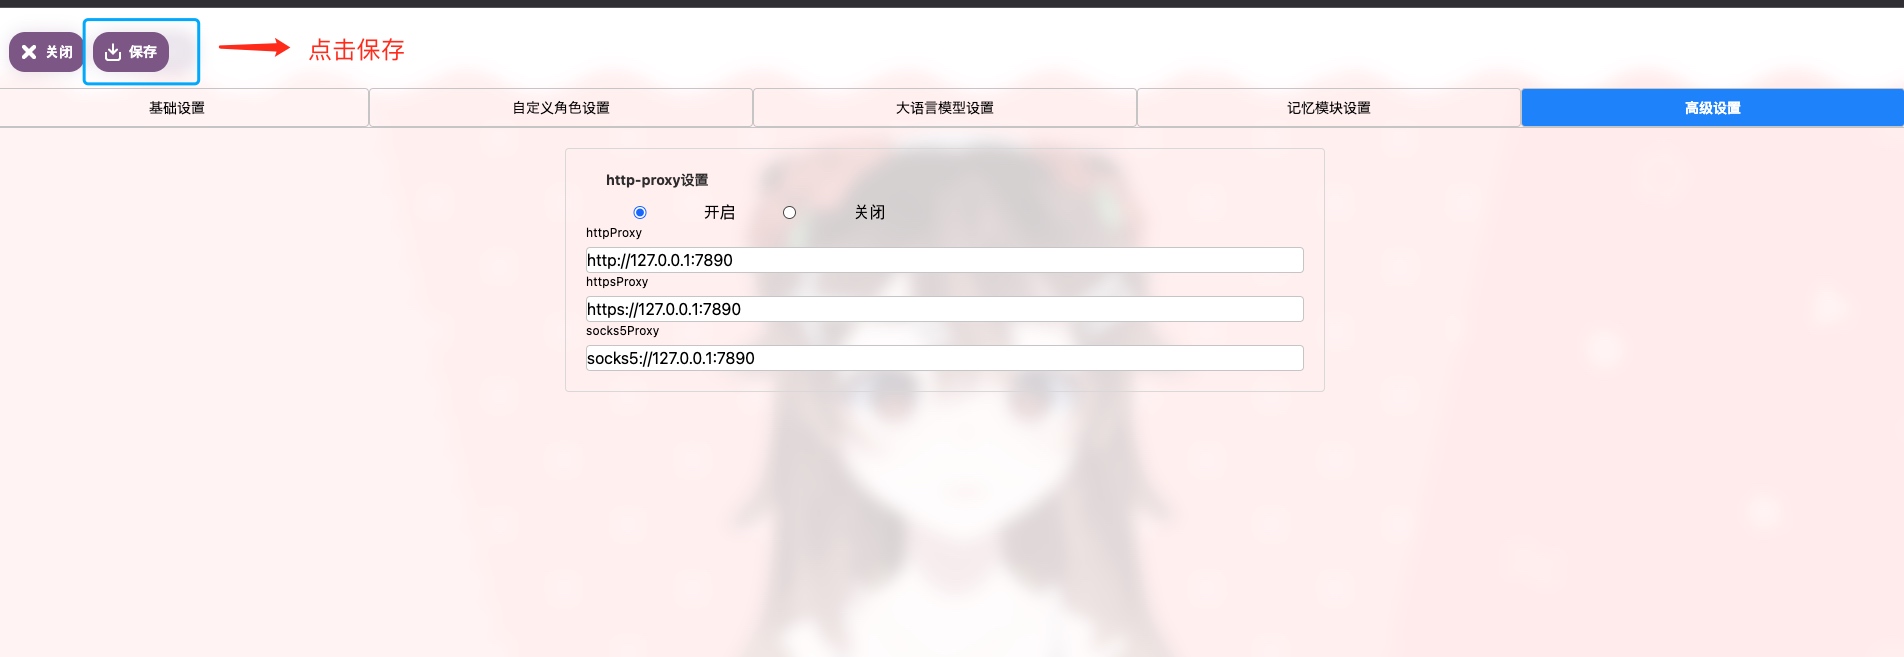 关闭
保存
点击保存
基础设置
自定义角色设置
大语言模型设置
记忆模块设置
高级设置
http-proxy设置
开启
关闭
httpProxy
http://127.0.0.1:7890
httpsProxy
https://127.0.0.1:7890
socks5Proxy
socks5://127.0.0.1:7890